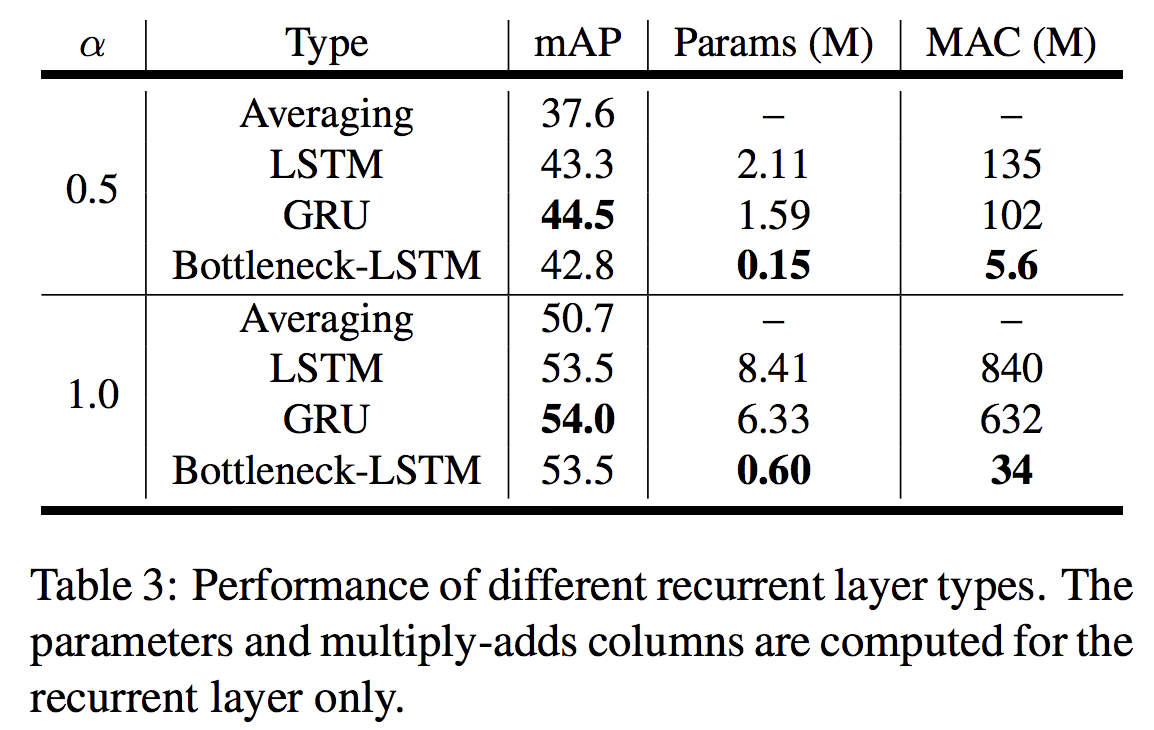 α Type mAP Params (M) MAC (M)
Averaging 37.6 – –
LSTM 43.3 2.11 135
0.5
GRU 44.5 1.59 102
Bottleneck-LSTM 42.8 0.15 5.6
Averaging 50.7 – –
LSTM 53.5 8.41 840
1.0
GRU 54.0 6.33 632
Bottleneck-LSTM 53.5 0.60 34
Table 3: Performance of different recurrent layer types. The
parameters and multiply-adds columns are computed for the
recurrent layer only.